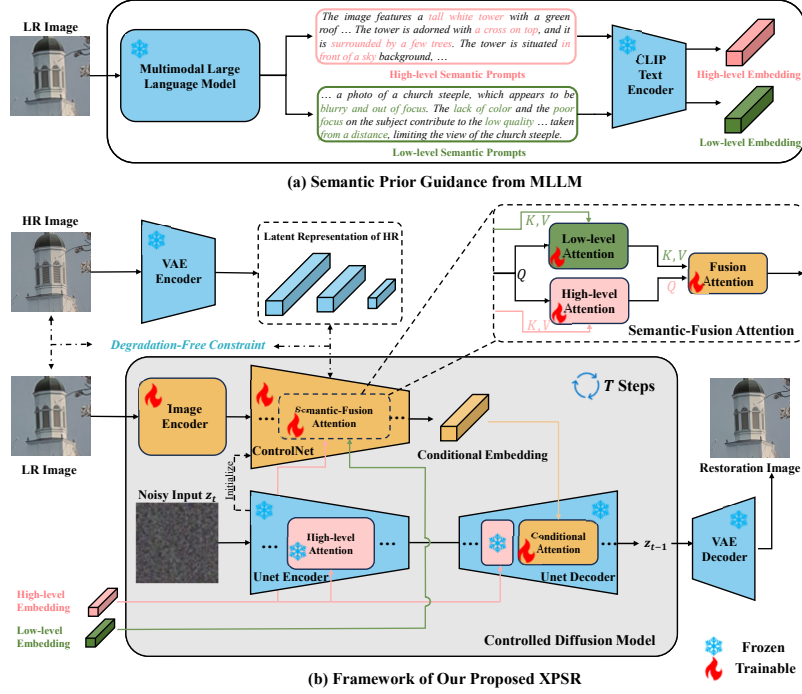 LR Image
Multimodal Large
Language Model
The image features a tall white tower with a green
roof … The tower is adorned with a cross on top, and it
is surrounded by a few trees. The tower is situated in
front of a sky background, …
High-level Semantic Prompts
… a photo of a church steeple, which appears to be
blurry and out of focus. The lack of color and the poor
focus on the subject contribute to the low quality … taken
from a distance, limiting the view of the church steeple.
Low-level Semantic Prompts
CLIP
Text
Encoder
High-level Embedding
Low-level Embedding
(a) Semantic Prior Guidance from MLLM
HR Image
VAE
Encoder
Latent Representation of HR
K, V
Q
K, V
Low-level
Attention
High-level
Attention
K, V
Q
Fusion
Attention
Semantic-Fusion Attention
Degradation-Free Constraint
LR Image
Image
Encoder
... Semantic-Fusion ...
Attention
ControlNet
Initialize
Conditional Embedding
T Steps
Restoration Image
Noisy Input z_t
... High-level ...
Attention
Unet Encoder
... Conditional ...
Attention
Unet Decoder
z_{t-1}
VAE
Decoder
High-level
Embedding
Low-level
Embedding
Controlled Diffusion Model
Frozen
Trainable
(b) Framework of Our Proposed XPSR